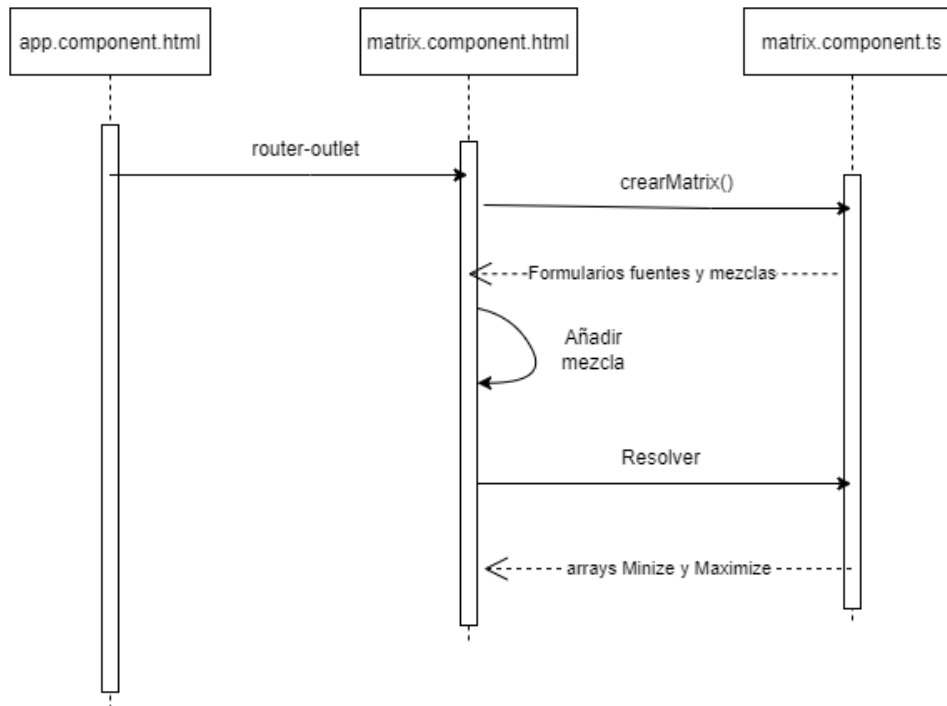 app.component.html
matrix.component.html
matrix.component.ts
router-outlet
crearMatrix()
Formularios fuentes y mezclas
Añadir
mezcla
Resolver
arrays Minize y Maximize